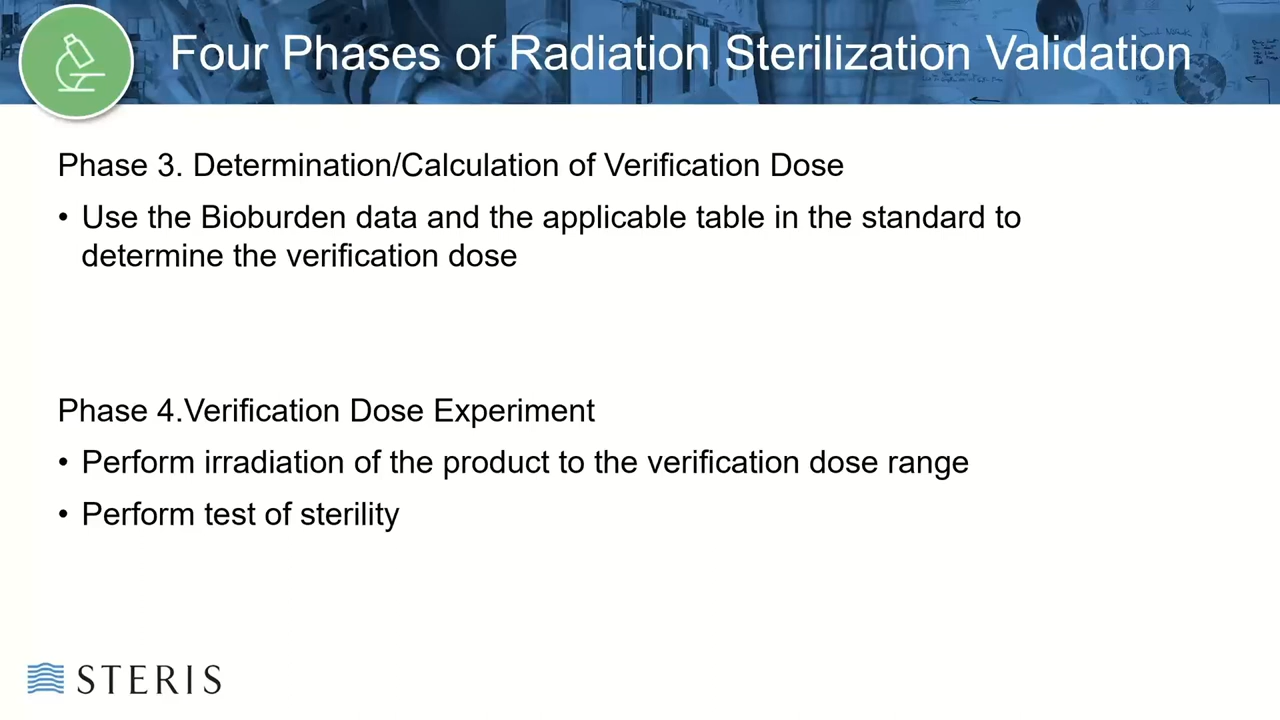 Four Phases of Radiation Sterilization Validation
Phase 3. Determination/Calculation of Verification Dose
• Use the Bioburden data and the applicable table in the standard to
determine the verification dose
Phase 4.Verification Dose Experiment
• Perform irradiation of the product to the verification dose range
• Perform test of sterility
STERIS